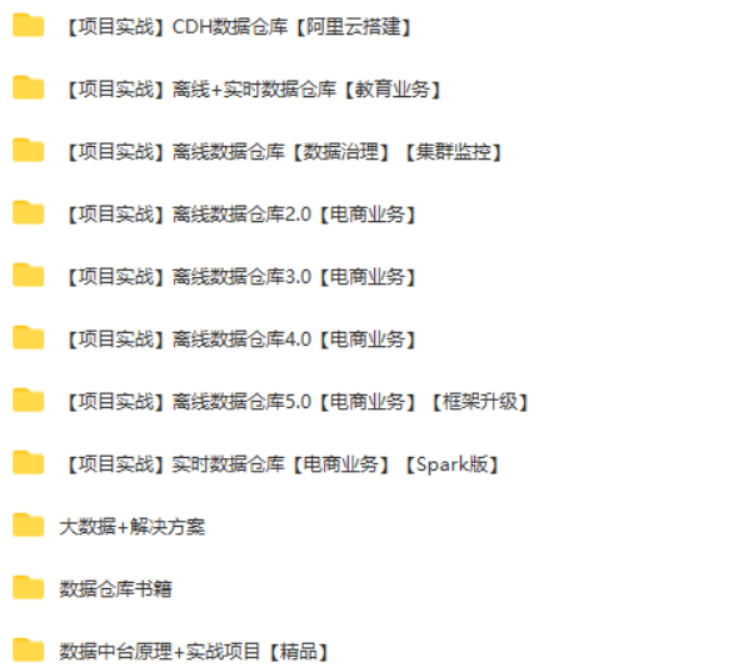 【项目实战】CDH数据仓库【阿里云搭建】
【项目实战】离线+实时数据仓库【教育业务】
【项目实战】离线数据仓库【数据治理】【集群监控】
【项目实战】离线数据仓库2.0【电商业务】
【项目实战】离线数据仓库3.0【电商业务】
【项目实战】离线数据仓库4.0【电商业务】
【项目实战】离线数据仓库5.0【电商业务】【框架升级】
【项目实战】实时数据仓库【电商业务】【Spark版】
大数据+解决方案
数据仓库书籍
数据中台原理+实战项目【精品】